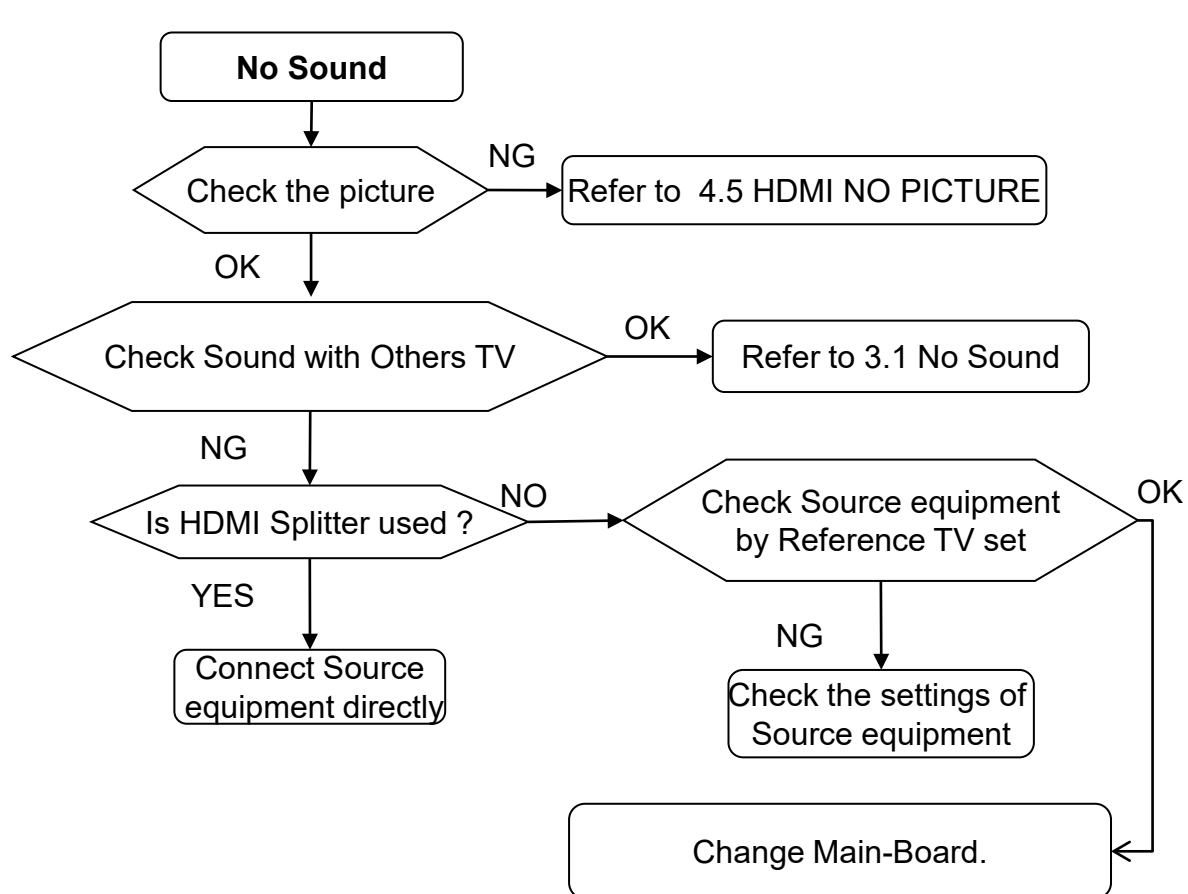 No Sound
NG
Check the picture
Refer to  4.5 HDMI NO PICTURE
OK
OK
Check Sound with Others TV
Refer to 3.1 No Sound
NG
NO
Is HDMI Splitter used ?
Check Source equipment
by Reference TV set
OK
YES
NG
Connect Source
equipment directly
Check the settings of
Source equipment
Change Main-Board.